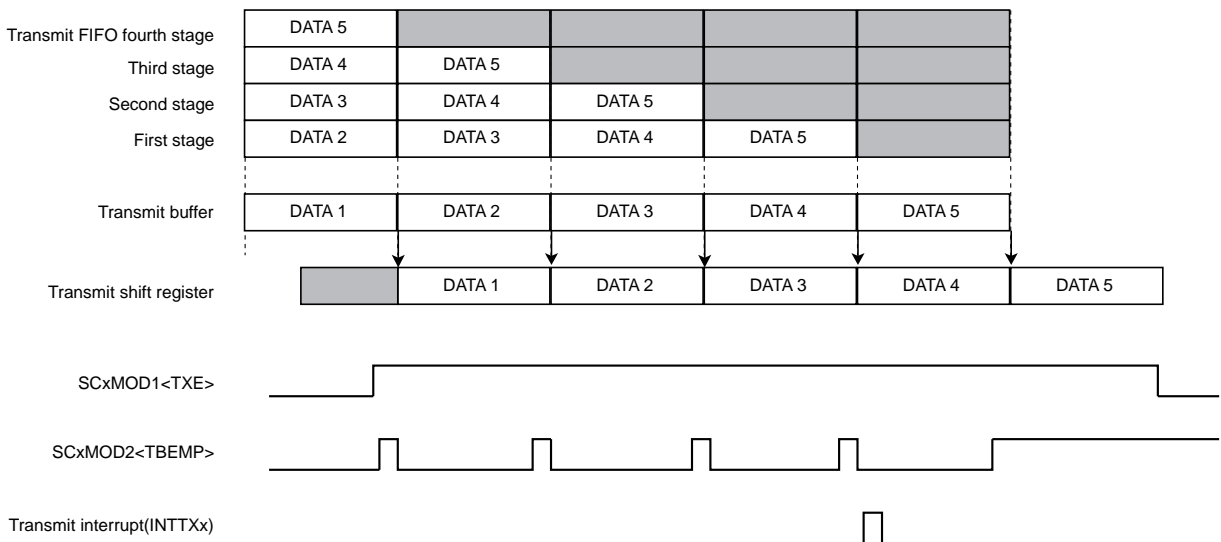 Transmit FIFO fourth stage DATA 5
Third stage DATA 4 DATA 5
Second stage DATA 3 DATA 4 DATA 5
First stage DATA 2 DATA 3 DATA 4 DATA 5
Transmit buffer DATA 1 DATA 2 DATA 3 DATA 4 DATA 5
Transmit shift register DATA 1 DATA 2 DATA 3 DATA 4 DATA 5
SCxMOD1<TXE>
SCxMOD2<TBEMP>
Transmit interrupt(INTTXx)